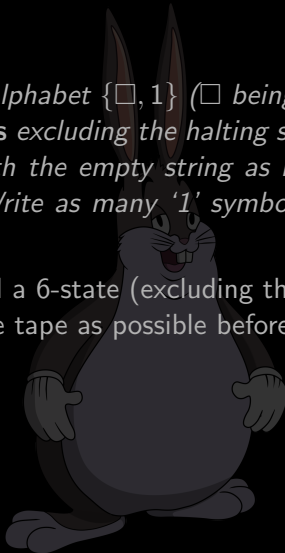 lphabet {□, 1} (□ being
s excluding the halting s
th the empty string as
Write as many '1' symbo
d a 6-state (excluding th
e tape as possible before